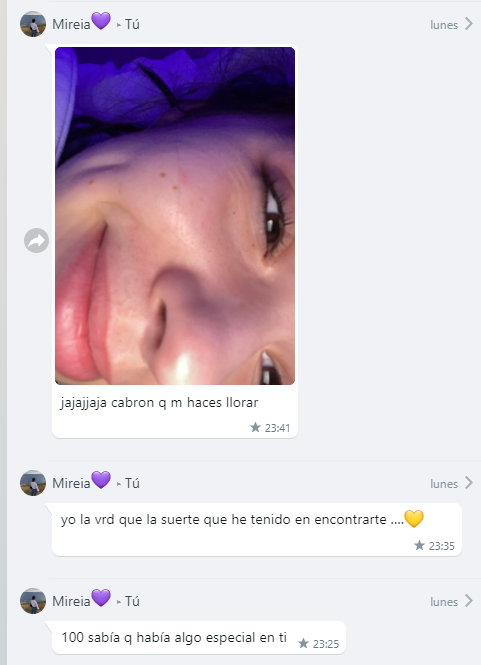 Mireia💜 ▸ Tú
lunes
jajajjaja cabron q m haces llorar
★ 23:41
Mireia💜 ▸ Tú
lunes
yo la vrd que la suerte que he tenido en encontrarte ....💛
★ 23:35
Mireia💜 ▸ Tú
lunes
100 sabía q había algo especial en ti
★ 23:25